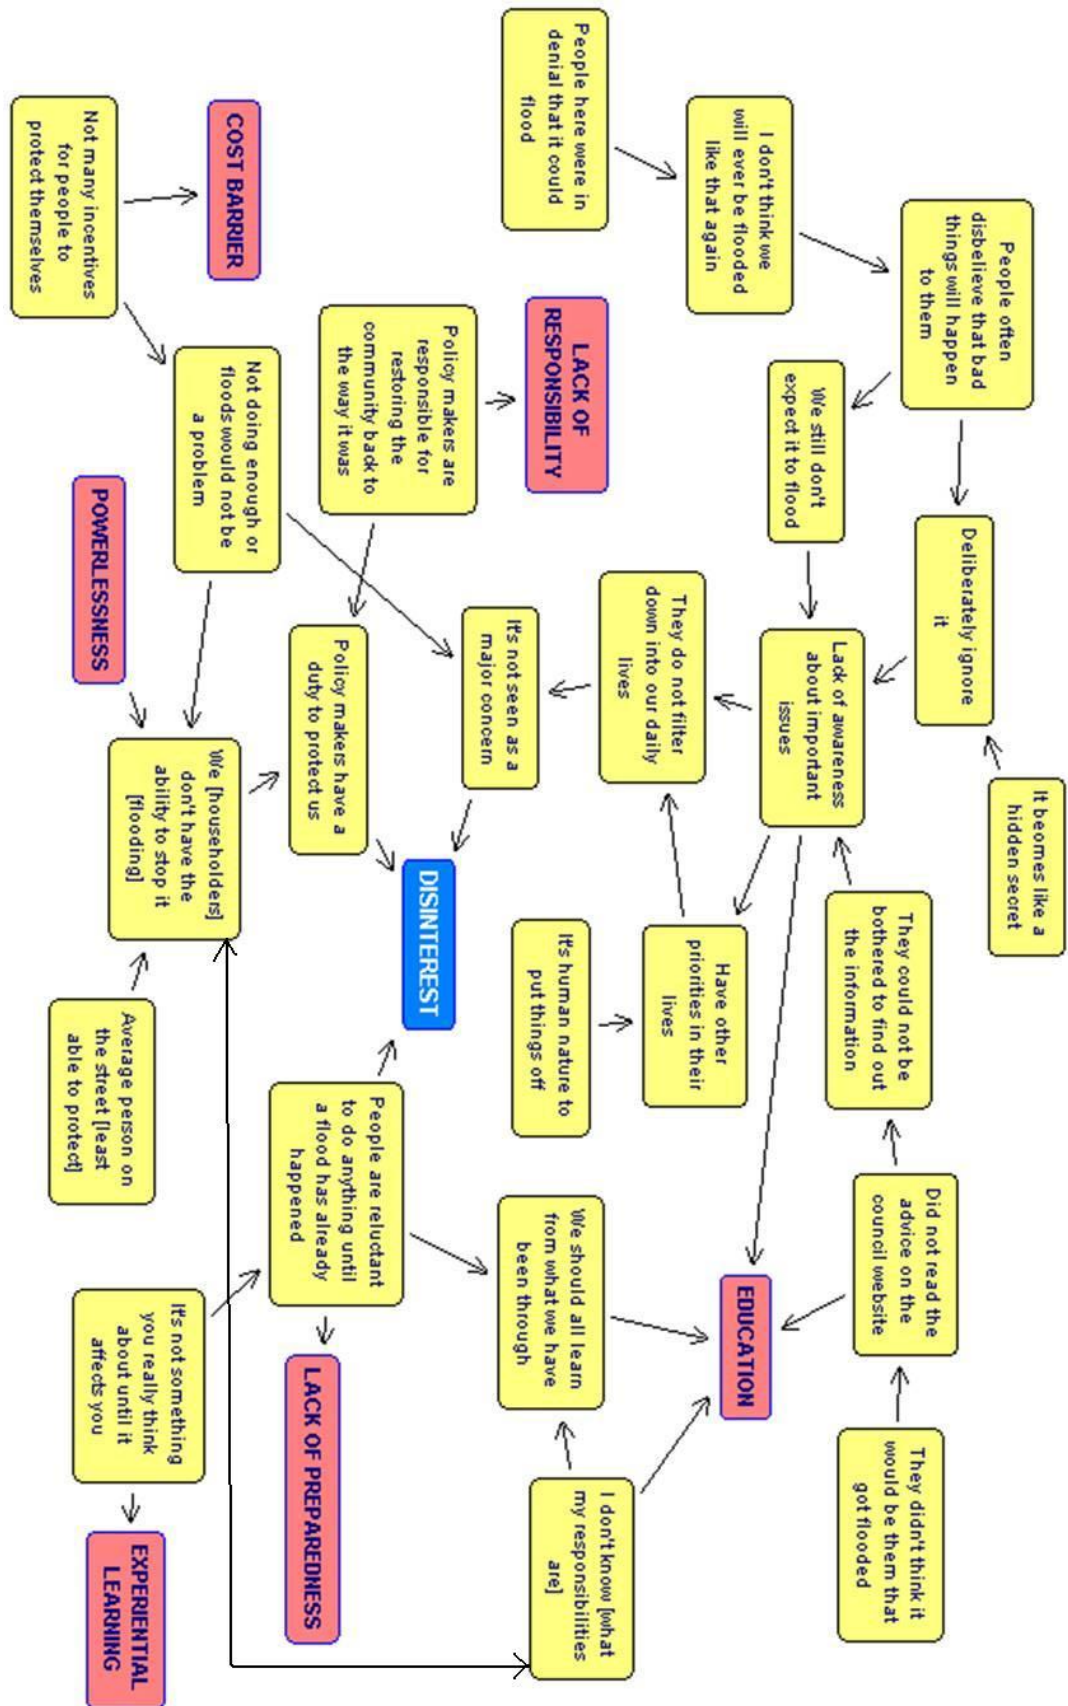 People often
disbelieve that bad
things will happen
to them
Deliberately ignore
it
It beomes like a
hidden secret
They could not be
bothered to find out
the information
Did not read the
advice on the
council website
They didn't think it
would be them that
got flooded
I don't think we
will ever be flooded
like that again
We still don't
expect it to flood
Lack of awareness
about important
issues
Have other
priorities in their
lives
EDUCATION
People here were in
denial that it could
flood
LACK OF
RESPONSIBILITY
They do not filter
down into our daily
lives
It's human nature to
put things off
We should all learn
from what we have
been through
I don't know [what
my responsibilities
are]
Policy makers are
responsible for
restoring the
community back to
the way it was
It's not seen as a
major concern
DISINTEREST
Policy makers have a
duty to protect us
People are reluctant
to do anything until
a flood has already
happened
LACK OF PREPAREDNESS
COST BARRIER
Not doing enough or
floods would not be
a problem
We [householders]
don't have the
ability to stop it
[flooding]
Not many incentives
for people to
protect themselves
POWERLESSNESS
Average person on
the street [least
able to protect]
It's not something
you really think
about until it
affects you
EXPERIENTIAL
LEARNING